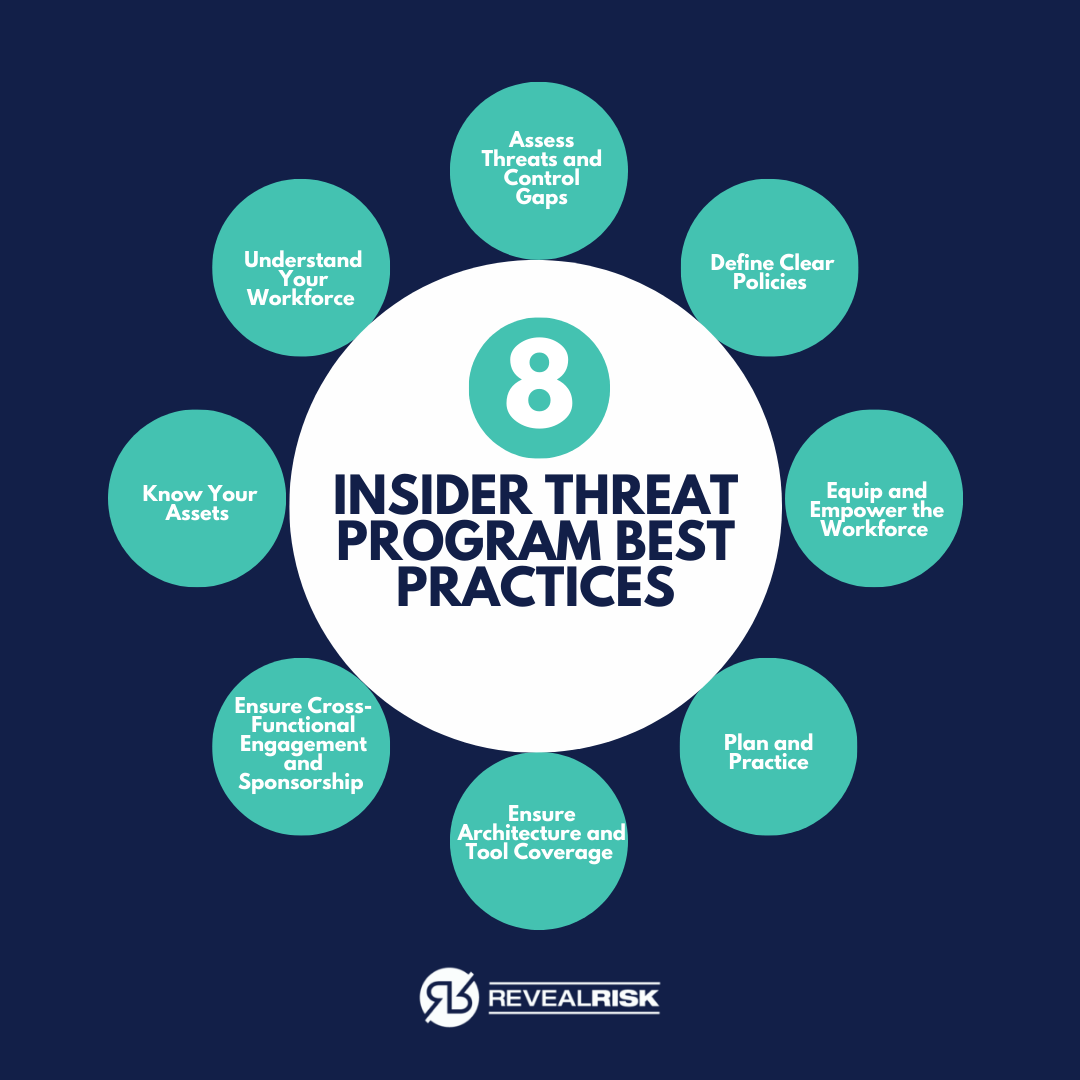 Assess
Threats and
Control
Gaps
Understand
Your
Workforce
Define Clear
Policies
8
INSIDER THREAT
PROGRAM BEST
PRACTICES
Know Your
Assets
Equip and
Empower the
Workforce
Ensure Cross-
Functional
Engagement
and
Sponsorship
Plan and
Practice
Ensure
Architecture and
Tool Coverage
REVEALRISK